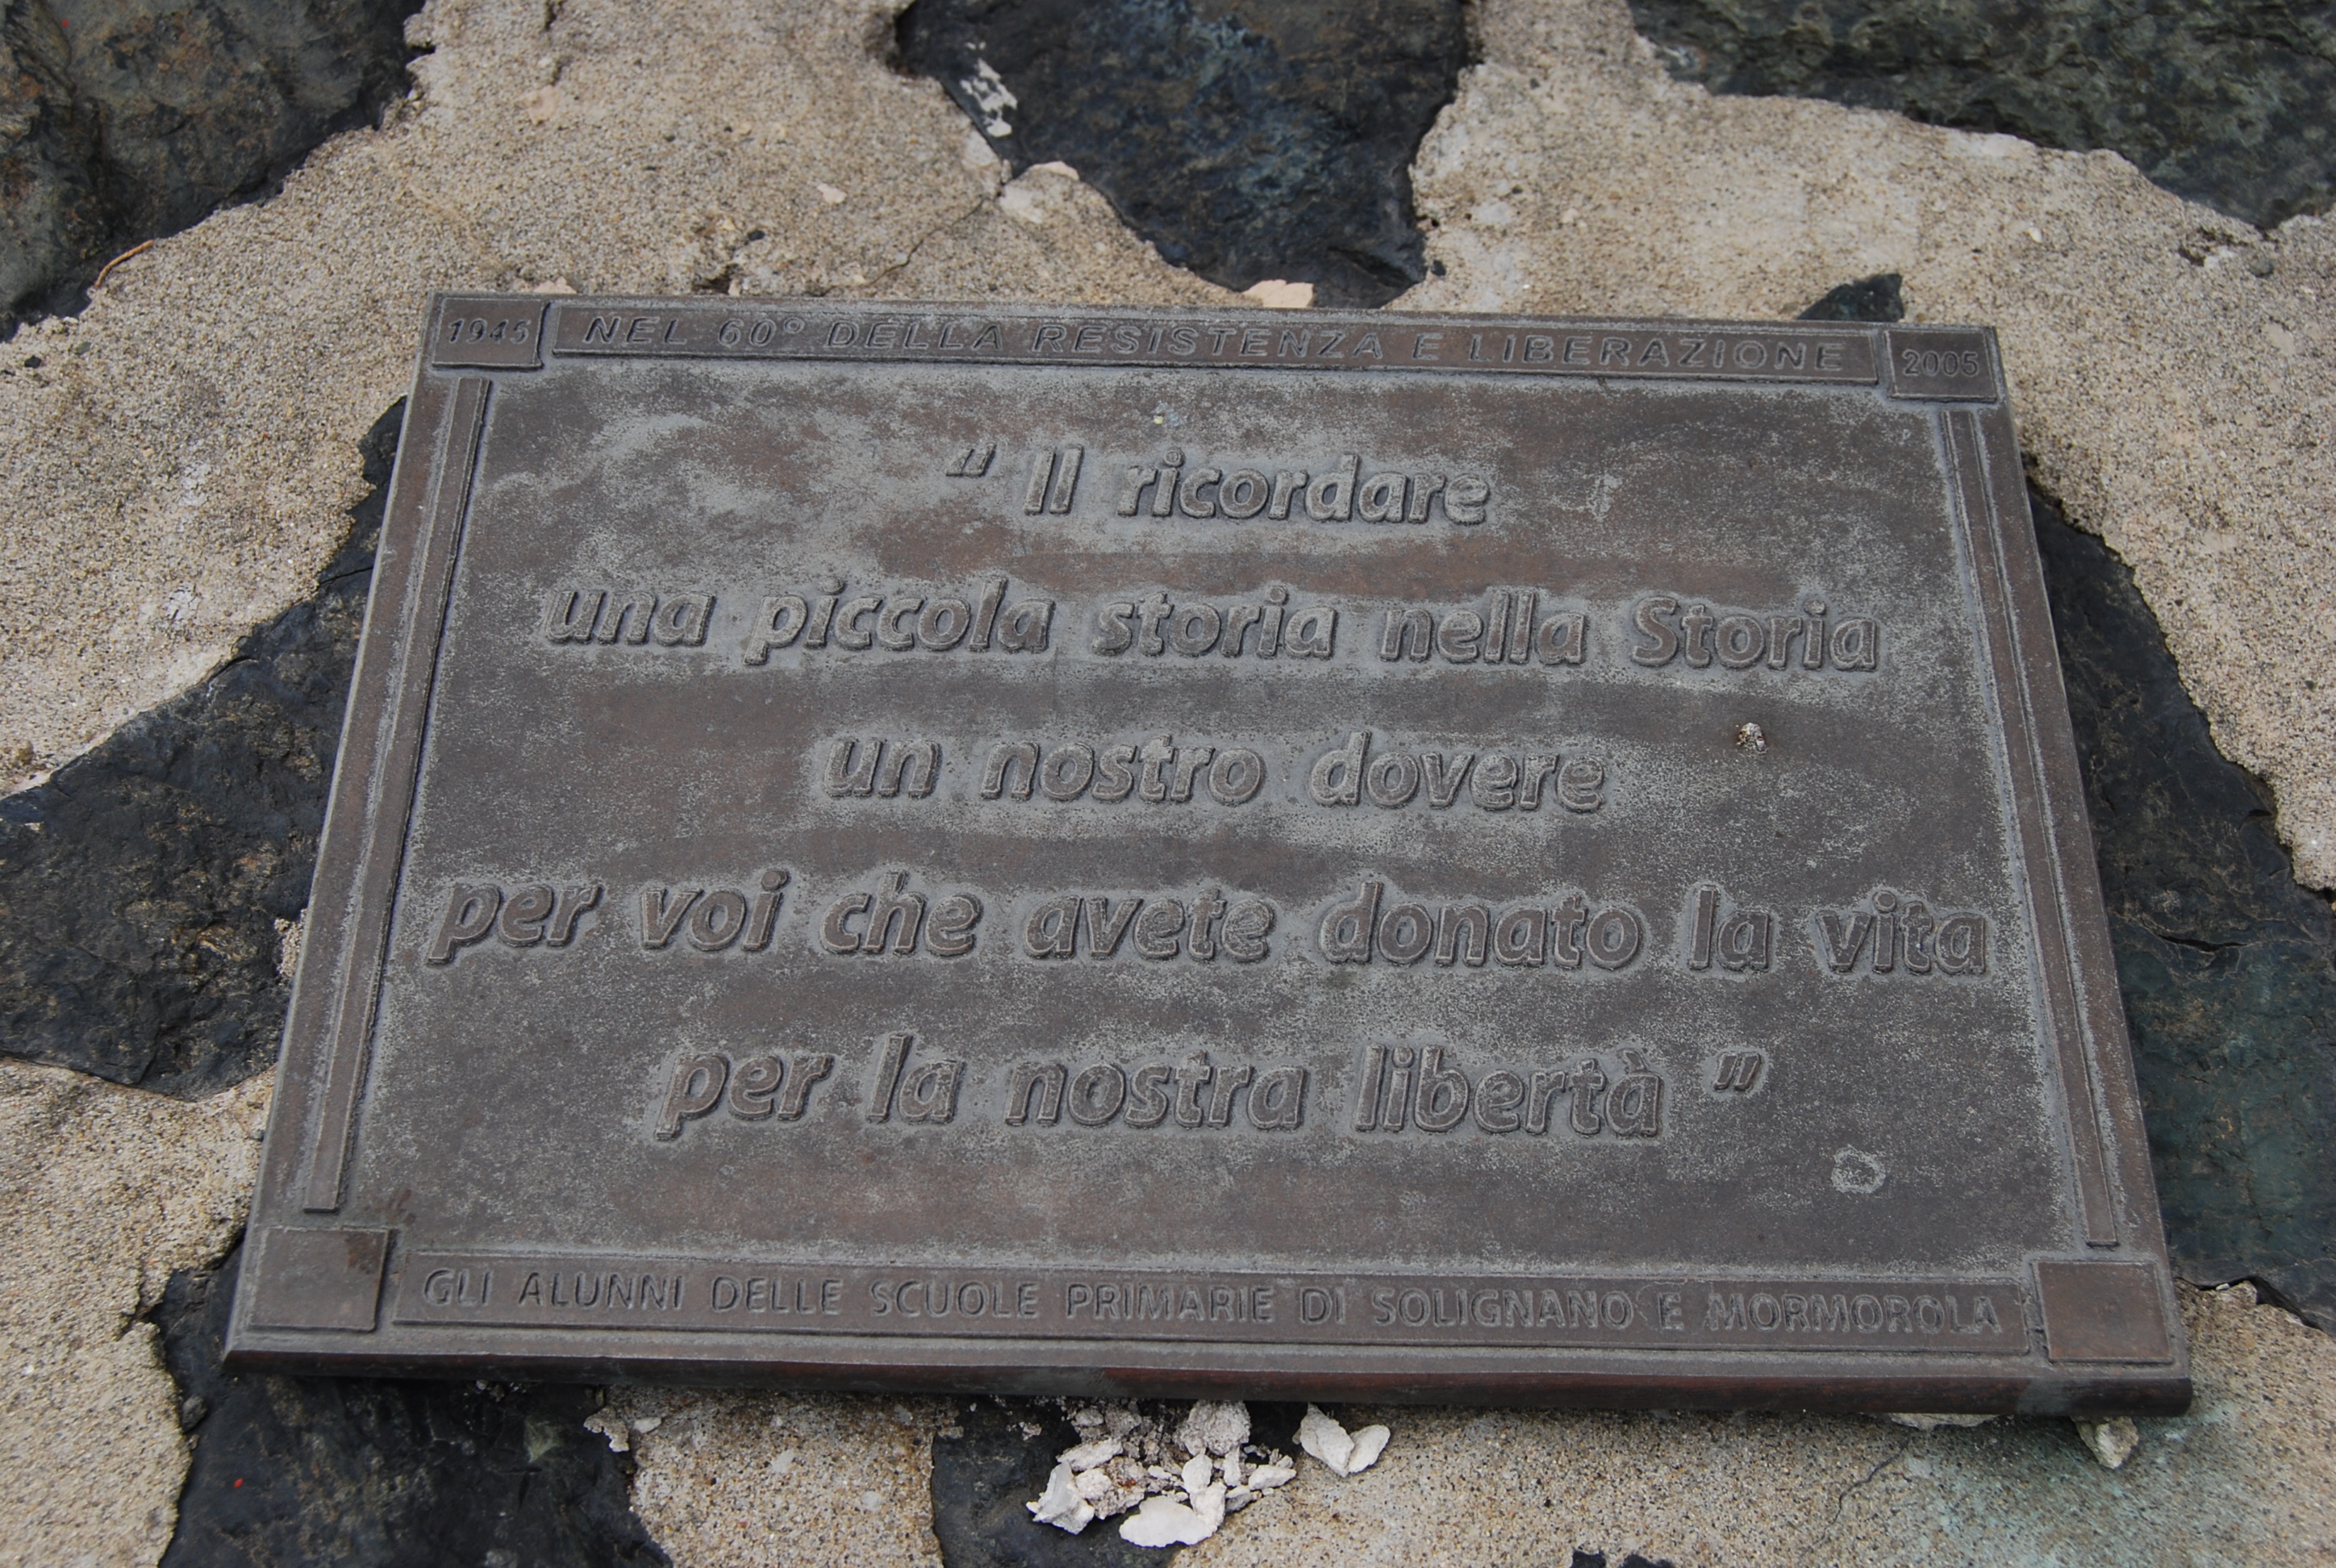 1945 NEL 60° DELLA RESISTENZA E LIBERAZIONE 2005
" Il ricordare
una piccola storia nella Storia
un nostro dovere
per voi che avete donato la vita
per la nostra libertà "
GLI ALUNNI DELLE SCUOLE PRIMARIE DI SOLIGNANO E MORMOROLA